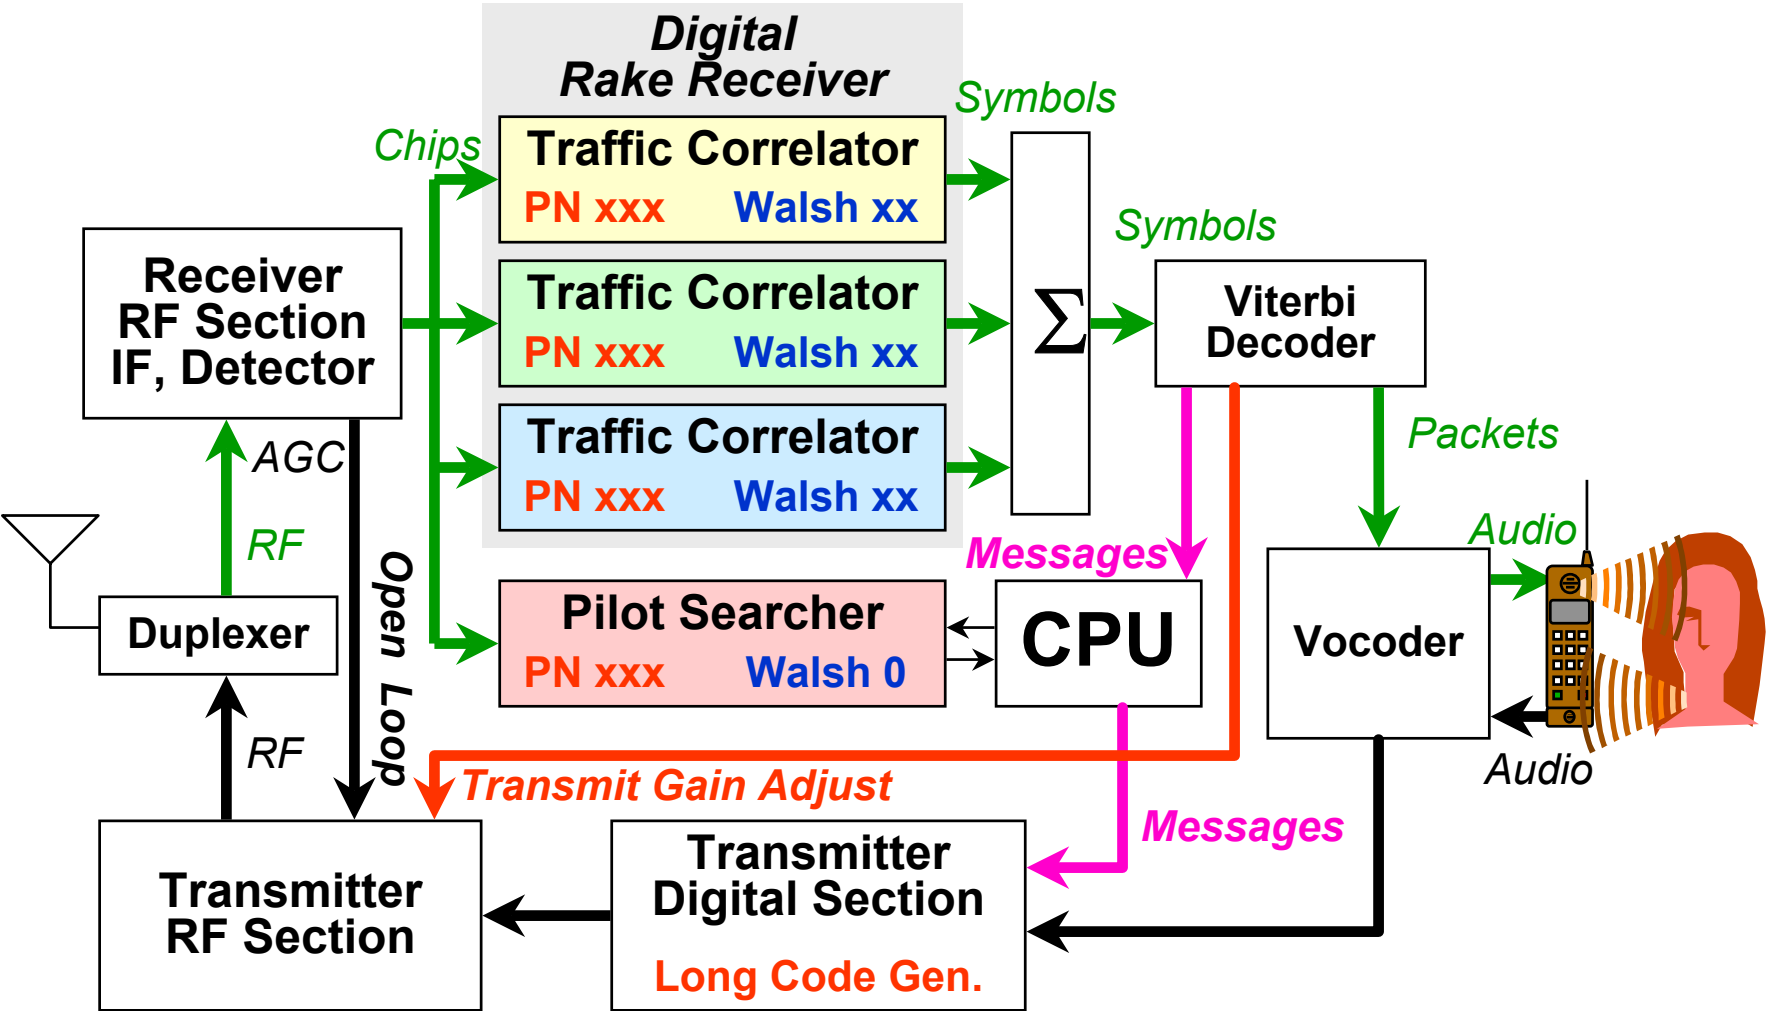 Digital
Rake Receiver
Symbols
Chips
Traffic Correlator
PN xxx Walsh xx
Symbols
Receiver
RF Section
IF, Detector
Traffic Correlator
PN xxx Walsh xx
Σ
Viterbi
Decoder
Traffic Correlator
PN xxx Walsh xx
AGC
Packets
RF
Open Loop
Messages
Audio
Duplexer
Pilot Searcher
PN xxx Walsh 0
CPU
Vocoder
RF
Transmit Gain Adjust
Audio
Messages
Transmitter
RF Section
Transmitter
Digital Section
Long Code Gen.